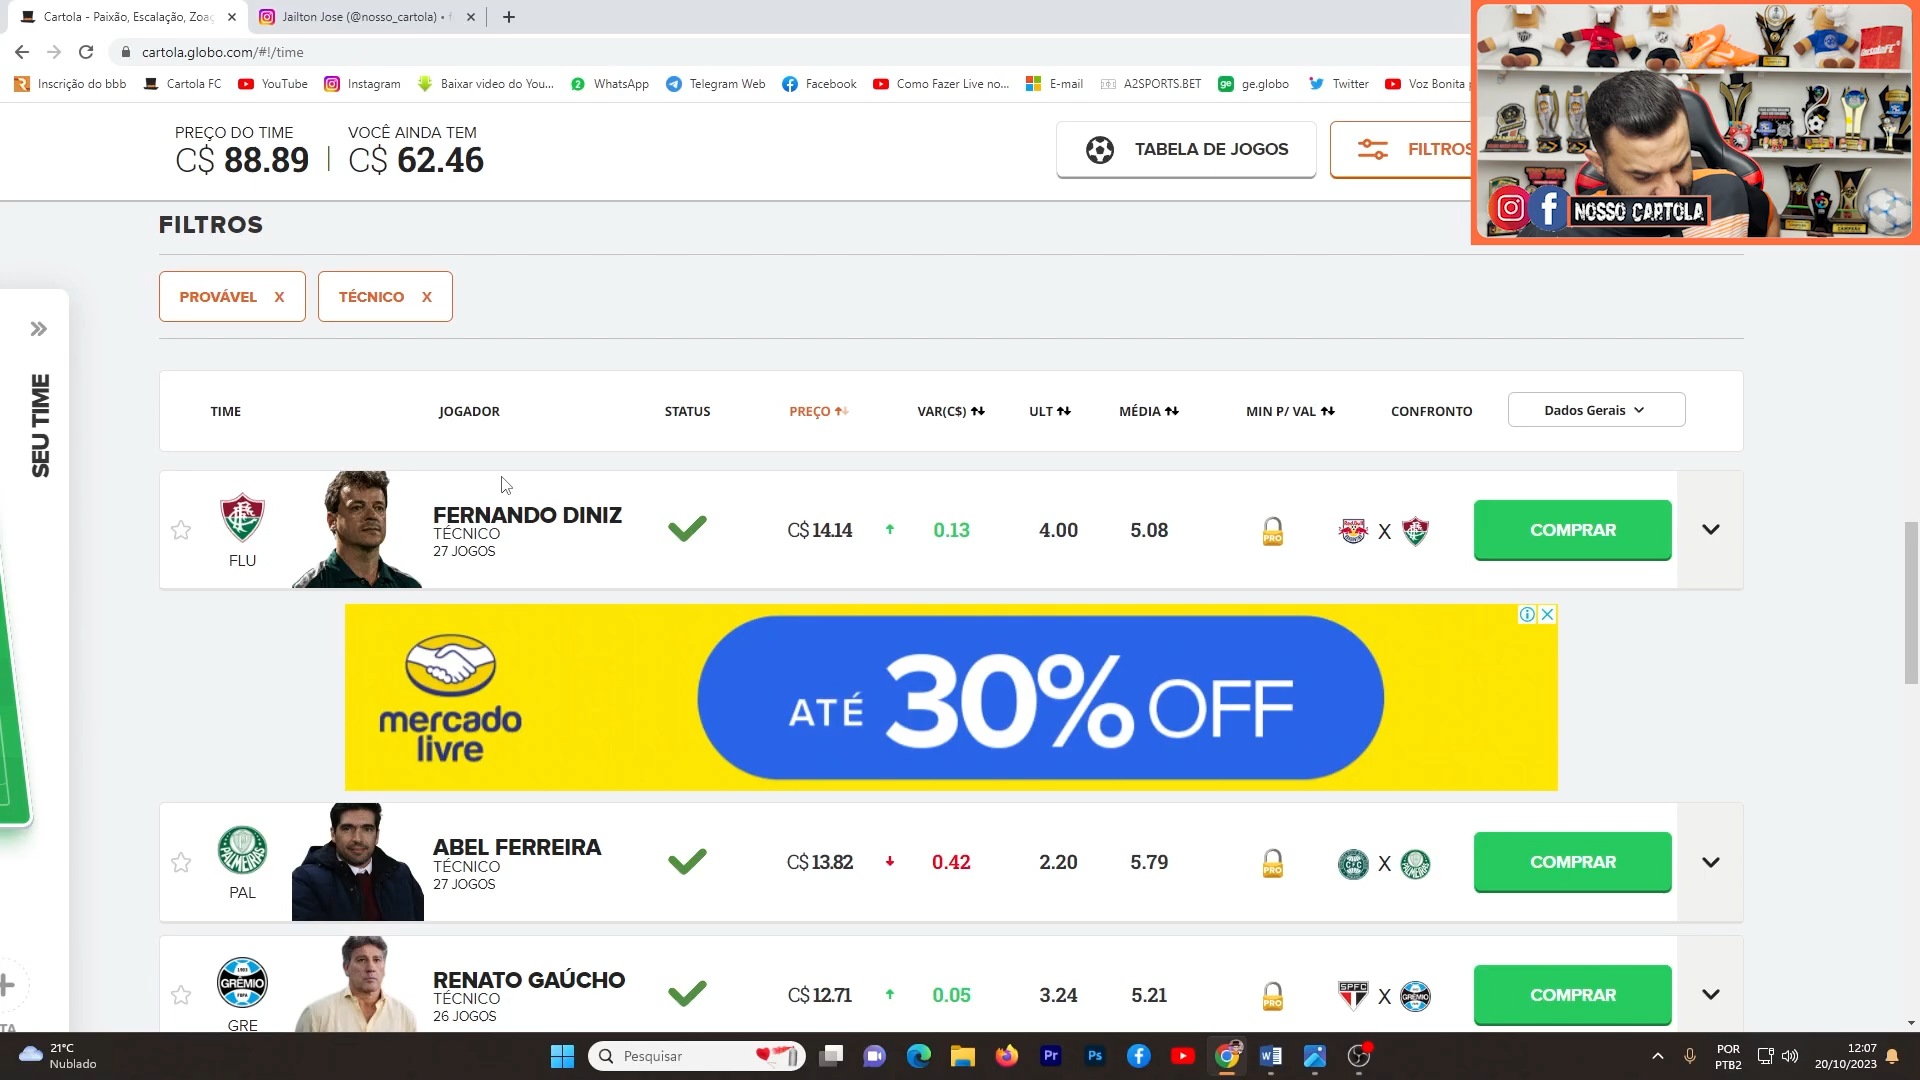 Cartola - Paixão, Escalação, Zoaç
Jailton Jose (@nosso_cartola) •
cartola.globo.com/#!/time
Inscrição do bbb
Cartola FC
YouTube
Instagram
Baixar video do You...
WhatsApp
Telegram Web
Facebook
Como Fazer Live no...
E-mail
A2SPORTS.BET
ge.globo
Twitter
Voz Bonita
PREÇO DO TIME
C$ 88.89
VOCÊ AINDA TEM
C$ 62.46
TABELA DE JOGOS
FILTROS
NOSSO CARTOLA
FILTROS
PROVÁVEL X
TÉCNICO X
SEU TIME
TIME
JOGADOR
STATUS
PREÇO
VAR(C$)
ULT
MÉDIA
MIN P/ VAL
CONFRONTO
Dados Gerais
FLU
FERNANDO DINIZ
TÉCNICO
27 JOGOS
C$ 14.14
0.13
4.00
5.08
PRO
X
COMPRAR
mercado
livre
ATÉ 30% OFF
PAL
ABEL FERREIRA
TÉCNICO
27 JOGOS
C$ 13.82
0.42
2.20
5.79
PRO
X
COMPRAR
GRE
RENATO GAÚCHO
TÉCNICO
26 JOGOS
C$ 12.71
0.05
3.24
5.21
PRO
X
COMPRAR
TA
21°C
Nublado
Pesquisar
POR
PTB2
12:07
20/10/2023